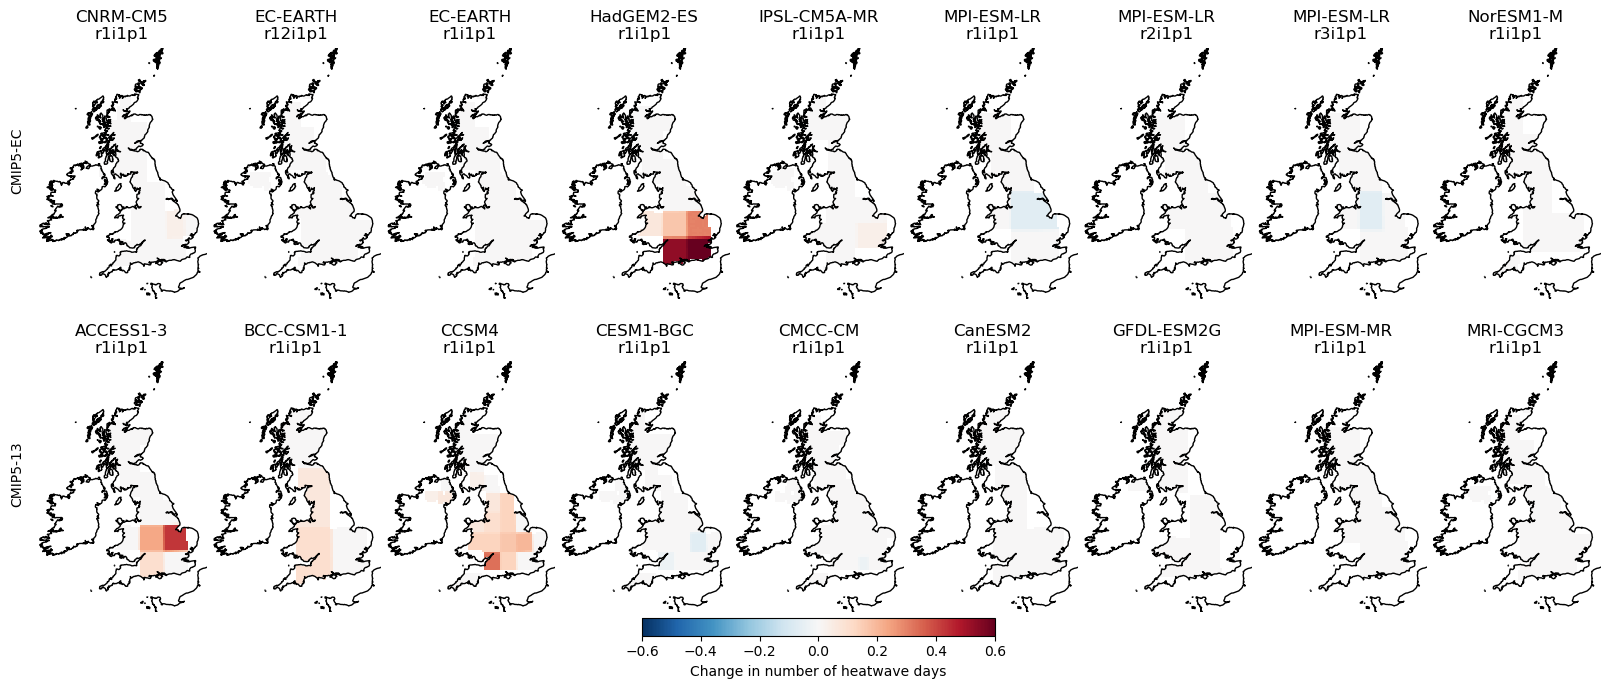 CNRM-CM5
r1i1p1
EC-EARTH
r12i1p1
EC-EARTH
r1i1p1
HadGEM2-ES
r1i1p1
IPSL-CM5A-MR
r1i1p1
MPI-ESM-LR
r1i1p1
MPI-ESM-LR
r2i1p1
MPI-ESM-LR
r3i1p1
NorESM1-M
r1i1p1
CMIP5-EC
ACCESS1-3
r1i1p1
BCC-CSM1-1
r1i1p1
CCSM4
r1i1p1
CESM1-BGC
r1i1p1
CMCC-CM
r1i1p1
CanESM2
r1i1p1
GFDL-ESM2G
r1i1p1
MPI-ESM-MR
r1i1p1
MRI-CGCM3
r1i1p1
CMIP5-13
−0.6 −0.4 −0.2 0.0 0.2 0.4 0.6
Change in number of heatwave days